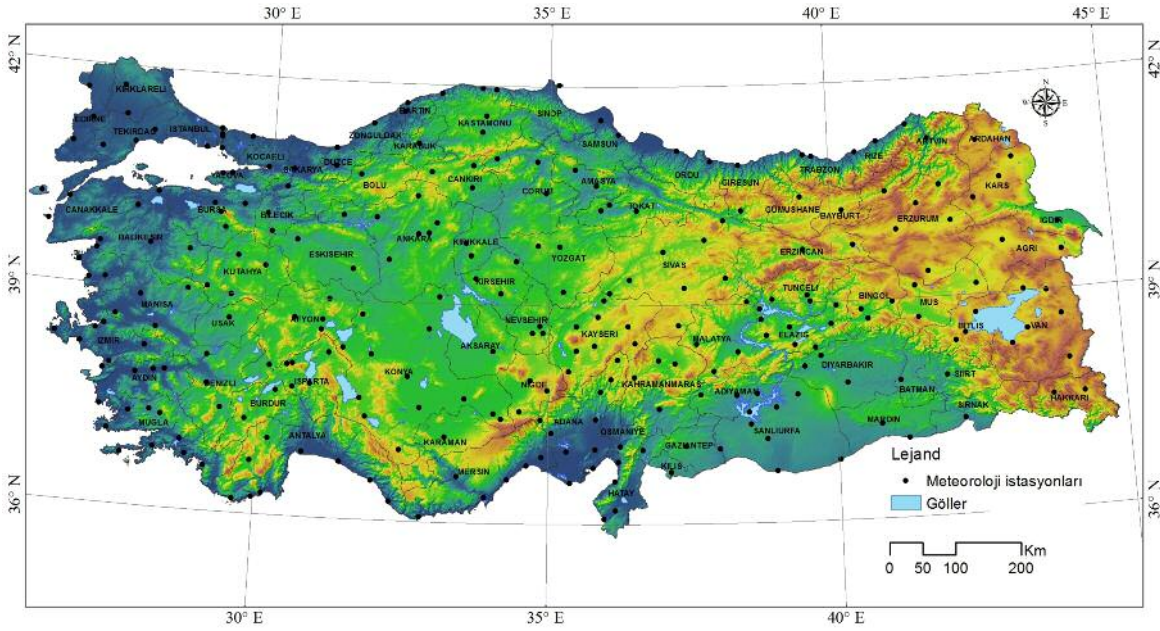 30° E
35° E
40° E
45° E
42° N
42° N
N
W
E
S
KIRKLARELI
EDIRNE
TEKIRDAG
ISTANBUL
KOCAELI
YALOVA
SAKARYA
DUZCE
ZONGULDAK
BARTIN
KARABUK
KASTAMONU
SINOP
SAMSUN
ORDU
GIRESUN
TRABZON
RIZE
ARTVIN
ARDAHAN
KARS
IGDIR
CANAKKALE
BURSA
BILECIK
BOLU
CANKIRI
CORUM
AMASYA
TOKAT
GUMUSHANE
BAYBURT
ERZURUM
AGRI
BALIKESIR
KUTAHYA
ESKISEHIR
ANKARA
KIRIKKALE
YOZGAT
SIVAS
ERZINCAN
TUNCELI
BINGOL
MUS
39° N
39° N
MANISA
USAK
AFYON
KIRSEHIR
NEVSEHIR
KAYSERI
MALATYA
ELAZIG
BITLIS
VAN
IZMIR
AYDIN
DENIZLI
ISPARTA
BURDUR
KONYA
AKSARAY
NIGDE
KAHRAMANMARAS
ADIYAMAN
DIYARBAKIR
BATMAN
SIIRT
SIRNAK
HAKKARI
MUGLA
ANTALYA
KARAMAN
MERSIN
ADANA
OSMANIYE
GAZIANTEP
KILIS
SANLIURFA
MARDIN
HATAY
36° N
36° N
Lejand
Meteoroloji istasyonları
Göller
Km
0 50 100 200
30° E
35° E
40° E